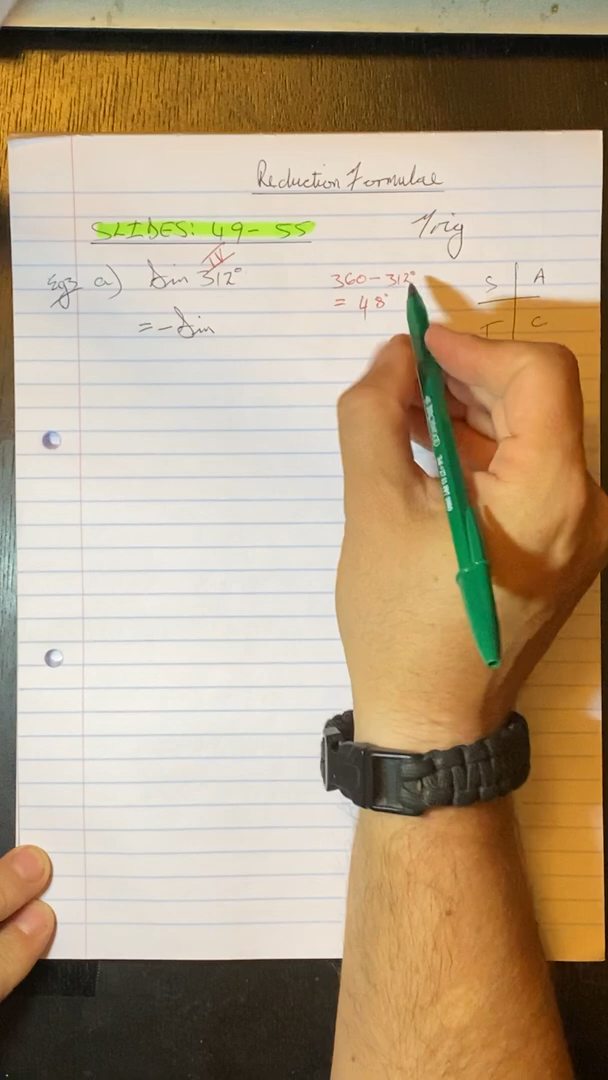 Reduction Formulae
SLIDES: 49 - 55
Trig
Eg3 a) Sin 312°
IV
= - Sin
360 - 312°
= 48°
S A
T C